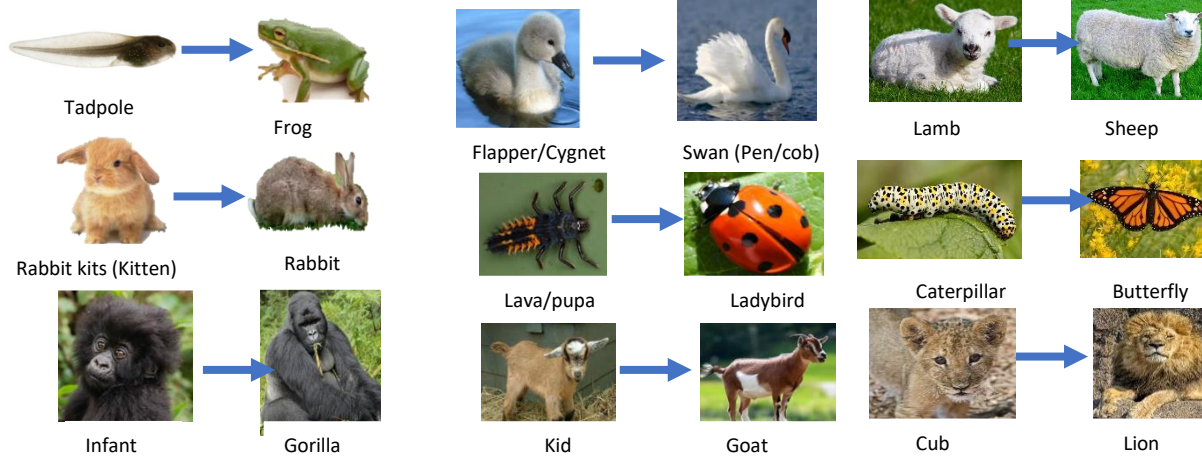 Tadpole
Frog
Flapper/Cygnet
Swan (Pen/cob)
Lamb
Sheep
Rabbit kits (Kitten)
Rabbit
Lava/pupa
Ladybird
Caterpillar
Butterfly
Infant
Gorilla
Kid
Goat
Cub
Lion